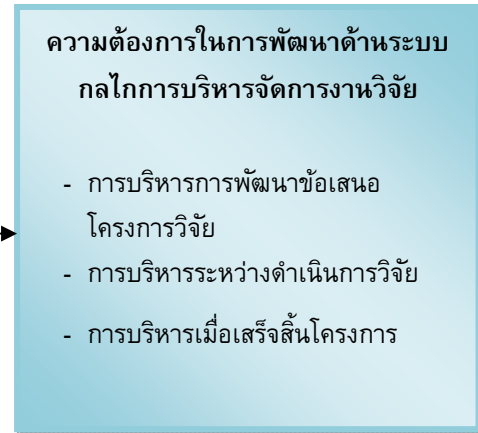 ความต้องการในการพัฒนาด้านระบบ
กลไกการบริหารจัดการงานวิจัย
- การบริหารการพัฒนาข้อเสนอ
โครงการวิจัย
- การบริหารระหว่างดำเนินการวิจัย
- การบริหารเมื่อเสร็จสิ้นโครงการ